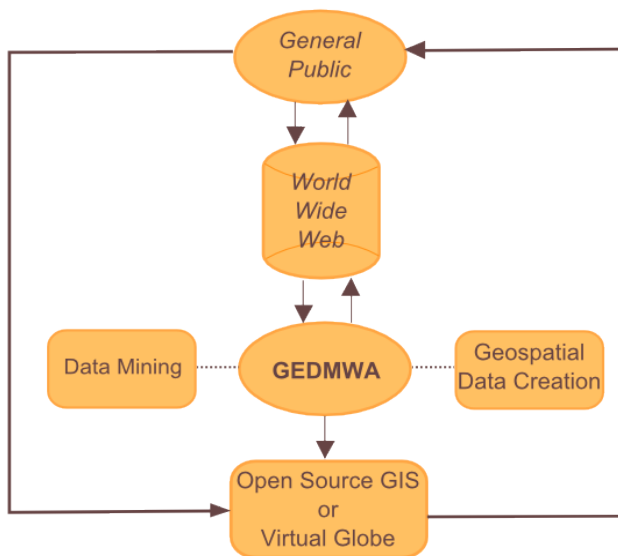 General
Public
World
Wide
Web
Data Mining
GEDMWA
Geospatial
Data Creation
Open Source GIS
or
Virtual Globe